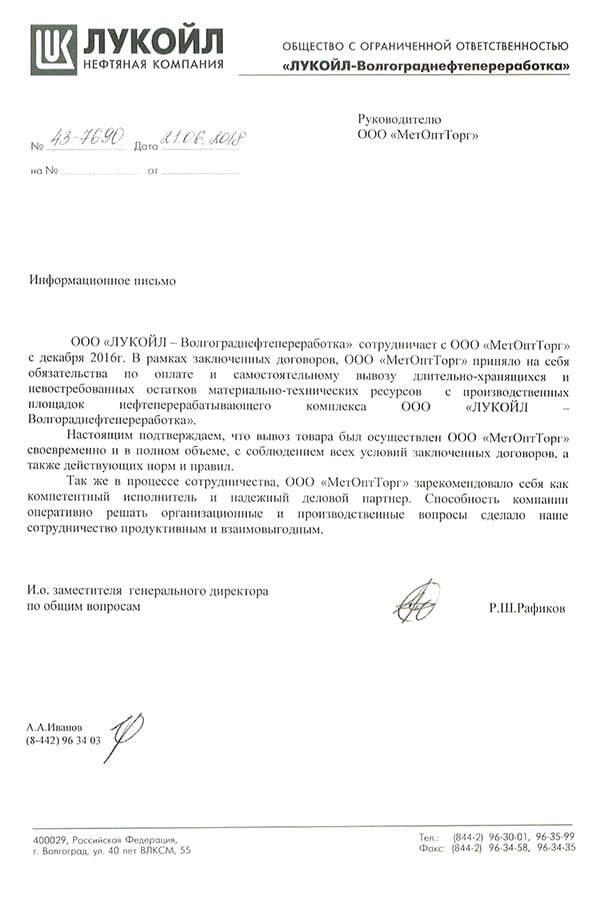 ЛУКОЙЛ
НЕФТЯНАЯ КОМПАНИЯ
ОБЩЕСТВО С ОГРАНИЧЕННОЙ ОТВЕТСТВЕННОСТЬЮ
«ЛУКОЙЛ-Волгограднефтепереработка»
Руководителю
ООО «МетОптТорг»
№ 43-7690 Дата 21.06.2018
на № от
Информационное письмо
ООО «ЛУКОЙЛ – Волгограднефтепереработка» сотрудничает с ООО «МетОптТорг»
с декабря 2016г. В рамках заключенных договоров, ООО «МетОптТорг» приняло на себя
обязательства по оплате и самостоятельному вывозу длительно-хранящихся и
невостребованных остатков материально-технических ресурсов с производственных
площадок нефтеперерабатывающего комплекса ООО «ЛУКОЙЛ –
Волгораднефтепереработка».
Настоящим подтверждаем, что вывоз товара был осуществлен ООО «МетОптТорг»
своевременно и в полном объеме, с соблюдением всех условий заключенных договоров, а
также действующих норм и правил.
Так же в процессе сотрудничества, ООО «МетОптТорг» зарекомендовало себя как
компетентный исполнитель и надежный деловой партнер. Способность компании
оперативно решать организационные и производственные вопросы сделало наше
сотрудничество продуктивным и взаимовыгодным.
И.о. заместителя генерального директора
по общим вопросам
Р.Ш.Рафиков
А.А.Иванов
(8-442) 96 34 03
400029, Российская Федерация,
г. Волгоград, ул. 40 лет ВЛКСМ, 55
Тел.: (844-2) 96-30-01, 96-35-99
Факс: (844-2) 96-34-58, 96-34-35